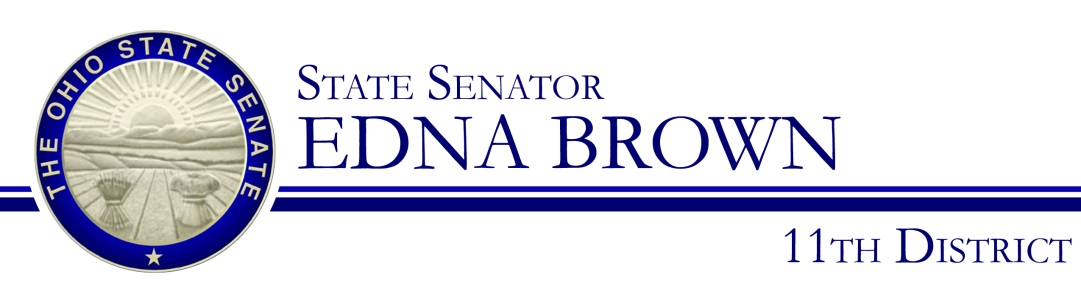 THE OHIO STATE SENATE
STATE SENATOR
EDNA BROWN
11TH DISTRICT